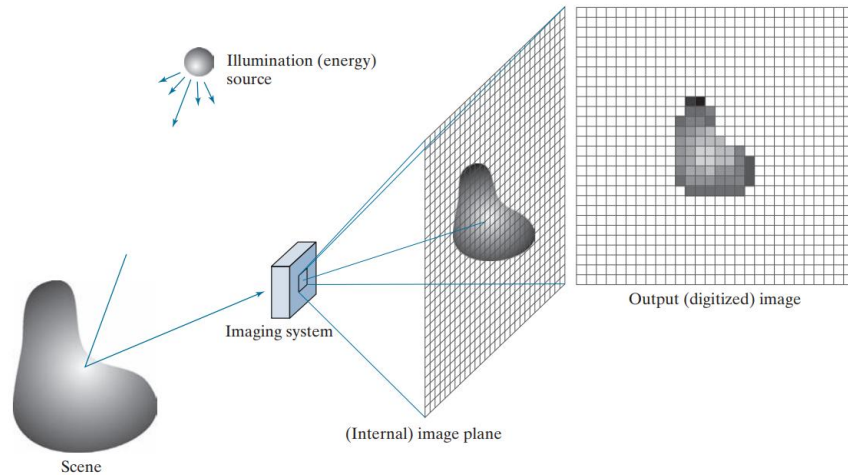 Illumination (energy)
source
Output (digitized) image
Imaging system
(Internal) image plane
Scene